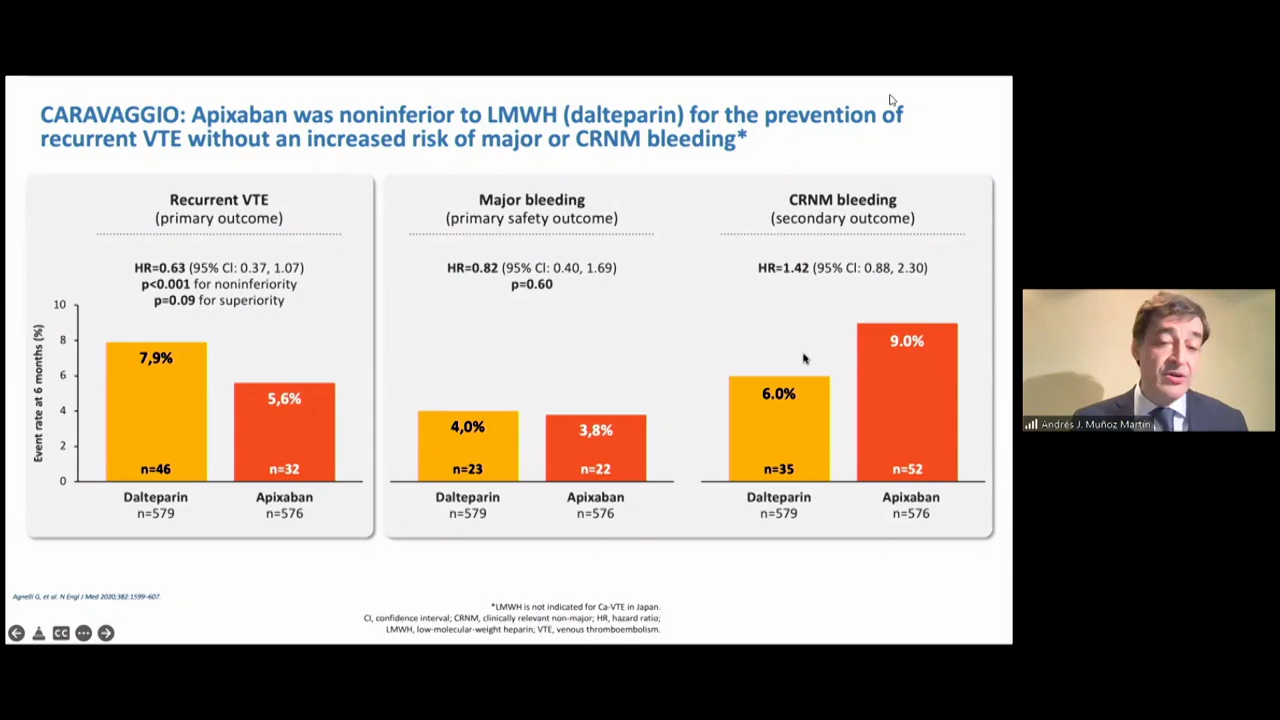 CARAVAGGIO: Apixaban was noninferior to LMWH (dalteparin) for the prevention of
recurrent VTE without an increased risk of major or CRNM bleeding*
Recurrent VTE
(primary outcome)
HR=0.63 (95% CI: 0.37, 1.07)
p<0.001 for noninferiority
p=0.09 for superiority
Event rate at 6 months (%)
10
8
6
4
2
0
7,9%
n=46
5,6%
n=32
Dalteparin
n=579
Apixaban
n=576
Major bleeding
(primary safety outcome)
HR=0.82 (95% CI: 0.40, 1.69)
p=0.60
4,0%
n=23
3,8%
n=22
Dalteparin
n=579
Apixaban
n=576
CRNM bleeding
(secondary outcome)
HR=1.42 (95% CI: 0.88, 2.30)
6.0%
n=35
9.0%
n=52
Dalteparin
n=579
Apixaban
n=576
Agnelli G, et al. N Engl J Med 2020;382:1599–607.
*LMWH is not indicated for Ca-VTE in Japan.
CI, confidence interval; CRNM, clinically relevant non-major; HR, hazard ratio;
LMWH, low-molecular-weight heparin; VTE, venous thromboembolism.
CC
Andrés J. Muñoz Martín